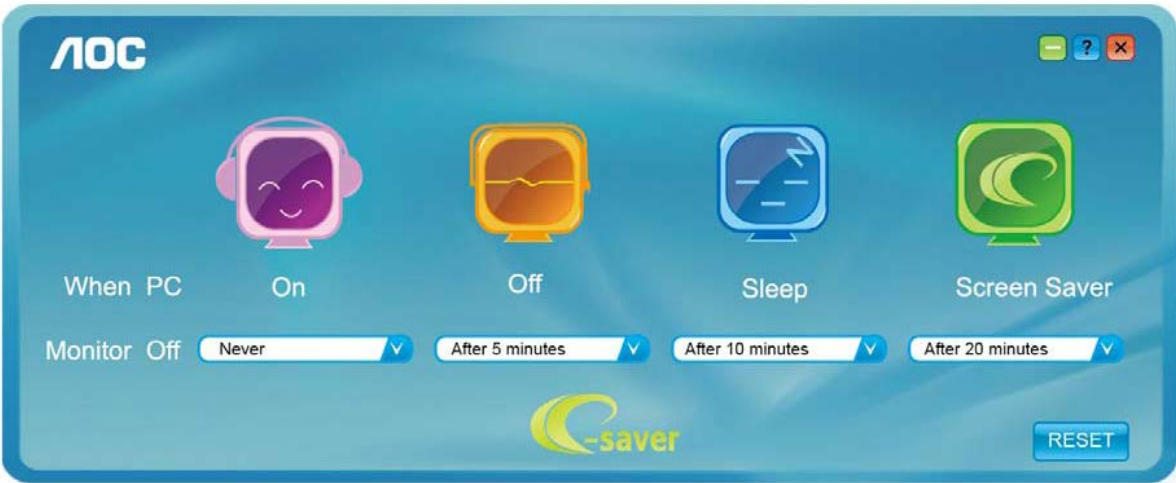 AOC
?
When PC On Off Sleep Screen Saver
Monitor Off Never After 5 minutes After 10 minutes After 20 minutes
e-saver
RESET